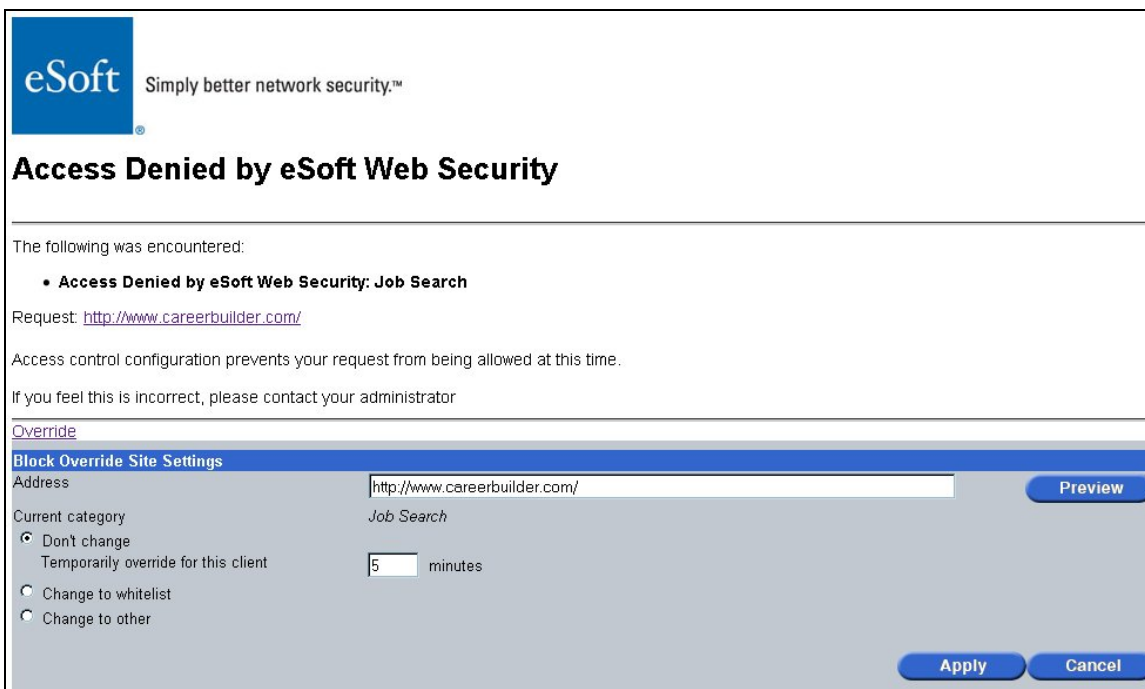 eSoft
Simply better network security.™
®
Access Denied by eSoft Web Security
The following was encountered:
• Access Denied by eSoft Web Security: Job Search
Request: http://www.careerbuilder.com/
Access control configuration prevents your request from being allowed at this time.
If you feel this is incorrect, please contact your administrator
Override
Block Override Site Settings
Address http://www.careerbuilder.com/ Preview
Current category Job Search
Don't change
Temporarily override for this client 5 minutes
Change to whitelist
Change to other
Apply Cancel